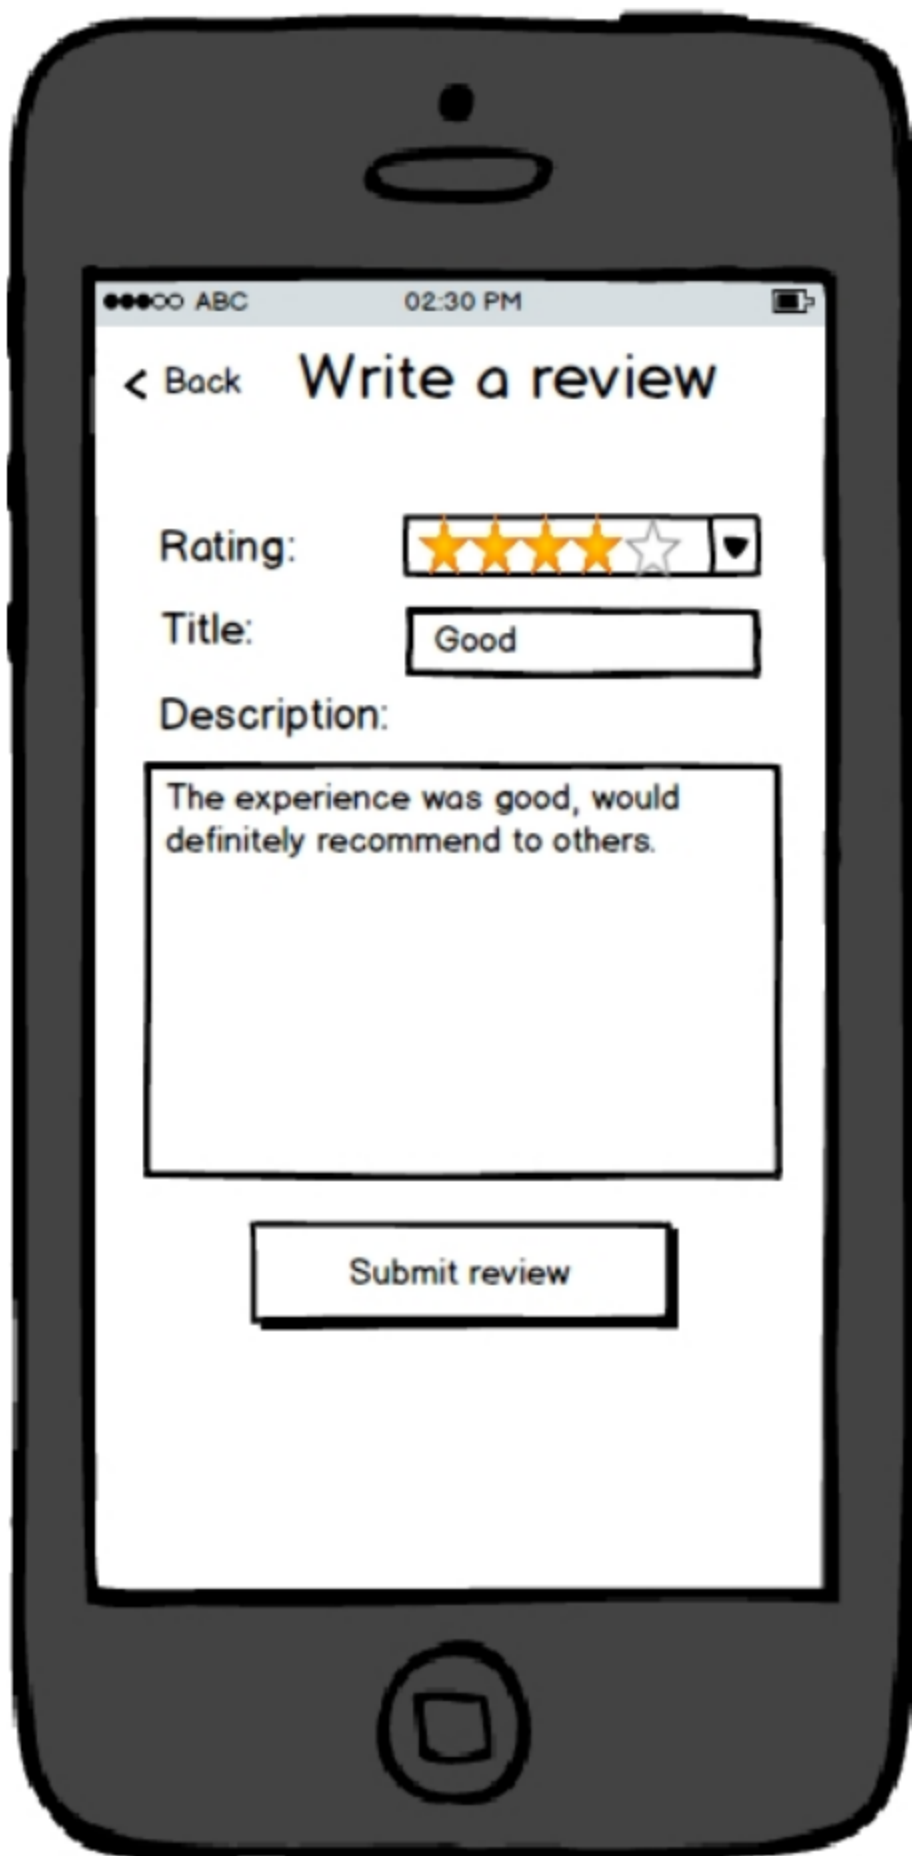 ABC 02:30 PM
< Back Write a review
Rating:
Title: Good
Description:
The experience was good, would
definitely recommend to others.
Submit review